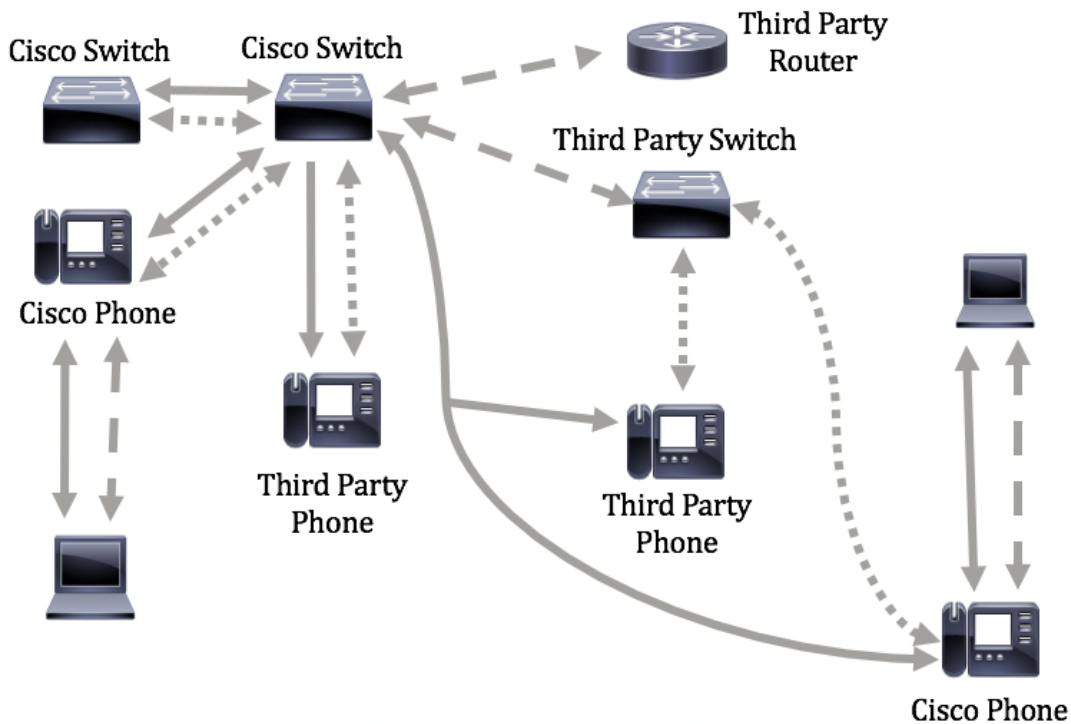 Cisco Switch
Cisco Switch
Third Party
Router
Third Party Switch
Cisco Phone
Third Party
Phone
Third Party
Phone
Cisco Phone